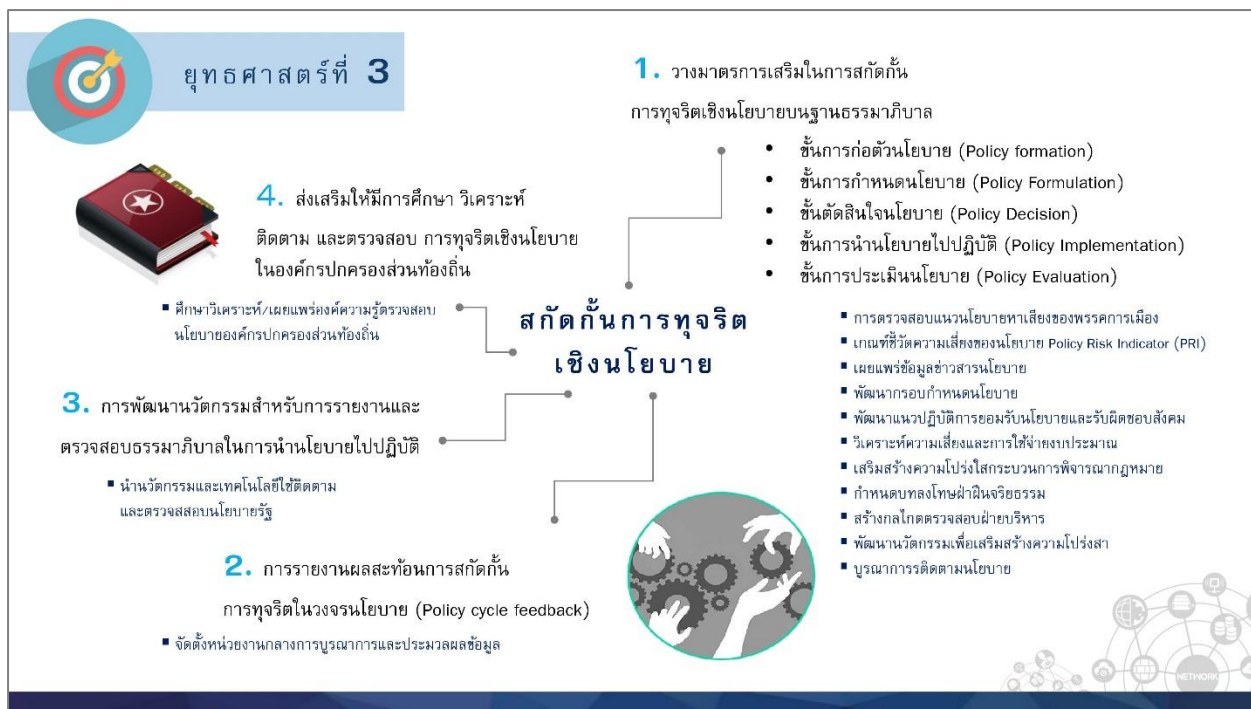 ยุทธศาสตร์ที่ 3
1. วางมาตรการเสริมในการสกัดกั้น
การทุจริตเชิงนโยบายบนฐานธรรมาภิบาล
• ขั้นการก่อตัวนโยบาย (Policy formation)
• ขั้นการกำหนดนโยบาย (Policy Formulation)
• ขั้นตัดสินใจนโยบาย (Policy Decision)
• ขั้นการนำนโยบายไปปฏิบัติ (Policy Implementation)
• ขั้นการประเมินนโยบาย (Policy Evaluation)
▪ การตรวจสอบแนวนโยบายหาเสียงของพรรคการเมือง
▪ เกณฑ์ชี้วัดความเสี่ยงของนโยบาย Policy Risk Indicator (PRI)
▪ เผยแพร่ข้อมูลข่าวสารนโยบาย
▪ พัฒนากรอบกำหนดนโยบาย
▪ พัฒนาแนวปฏิบัติการยอมรับนโยบายและรับผิดชอบสังคม
▪ วิเคราะห์ความเสี่ยงและการใช้จ่ายงบประมาณ
▪ เสริมสร้างความโปร่งใสกระบวนการพิจารณากฎหมาย
▪ กำหนดบทลงโทษฝ่าฝืนจริยธรรม
▪ สร้างกลไกตตรวจสอบฝ่ายบริหาร
▪ พัฒนานวัตกรรมเพื่อเสริมสร้างความโปร่งสา
▪ บูรณาการรติดตามนโยบาย
สกัดกั้นการทุจริต
เชิงนโยบาย
4. ส่งเสริมให้มีการศึกษา วิเคราะห์
ติดตาม และตรวจสอบ การทุจริตเชิงนโยบาย
ในองค์กรปกครองส่วนท้องถิ่น
▪ ศึกษาวิเคราะห์/เผยแพร่องค์ความรู้ตรวจสอบ
นโยบายองค์กรปกครองส่วนท้องถิ่น
3. การพัฒนานวัตกรรมสำหรับการรายงานและ
ตรวจสอบธรรมาภิบาลในการนำนโยบายไปปฏิบัติ
▪ นำนวัตกรรมและเทคโนโลยีใช้ติดตาม
และตรวจสสอบนโยบายรัฐ
2. การรายงานผลสะท้อนการสกัดกั้น
การทุจริตในวงจรนโยบาย (Policy cycle feedback)
▪ จัดตั้งหน่วยงานกลางการบูรณาการและประมวลผลข้อมูล
NETWORK